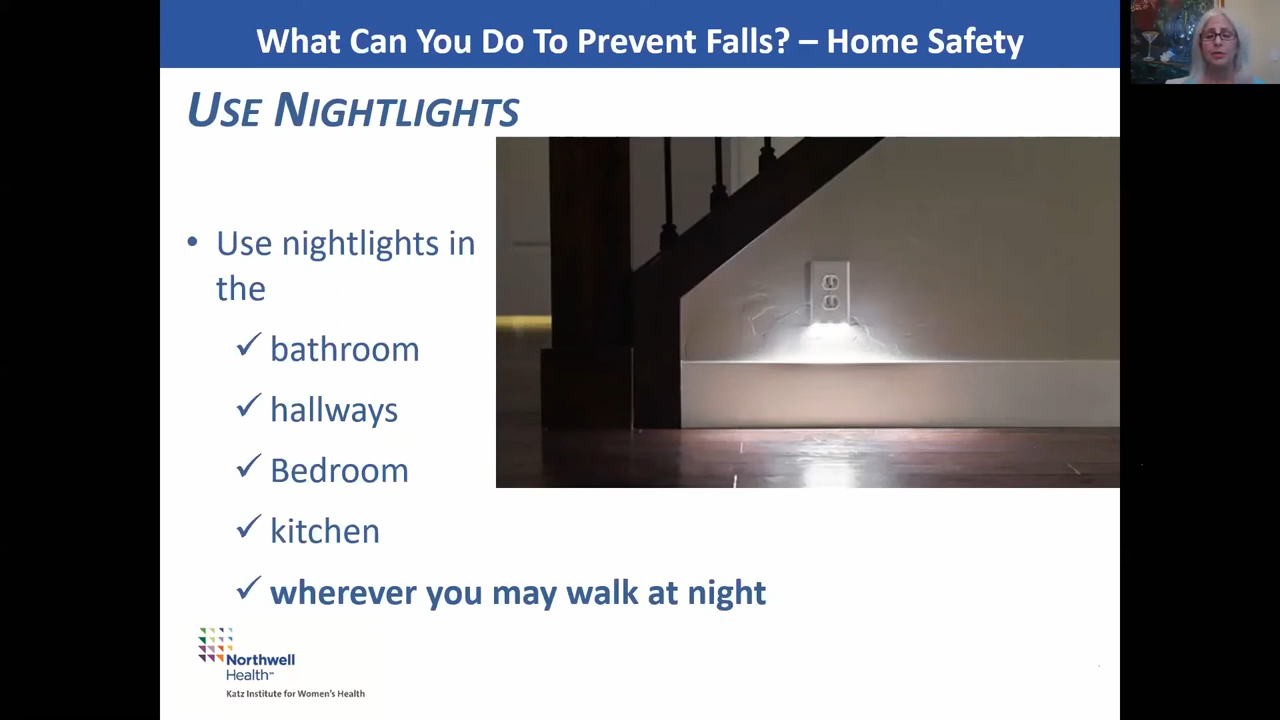 What Can You Do To Prevent Falls? – Home Safety
USE NIGHTLIGHTS
• Use nightlights in
the
✓ bathroom
✓ hallways
✓ Bedroom
✓ kitchen
✓ wherever you may walk at night
Northwell
Health℠
Katz Institute for Women's Health